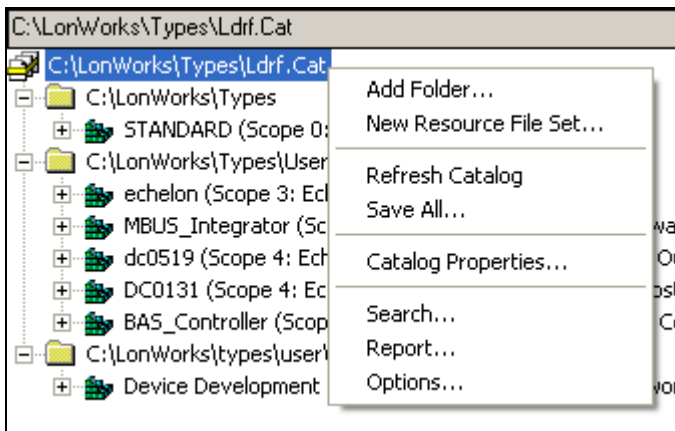 C:\LonWorks\Types\Ldrf.Cat
C:\LonWorks\Types\Ldrf.Cat
C:\LonWorks\Types
STANDARD (Scope 0:
C:\LonWorks\Types\User
echelon (Scope 3: Ecl
MBUS_Integrator (Sc
dc0519 (Scope 4: Ech
DC0131 (Scope 4: Ec
BAS_Controller (Scop
C:\LonWorks\types\user\
Device Development
Add Folder...
New Resource File Set...
Refresh Catalog
Save All...
Catalog Properties...
Search...
Report...
Options...